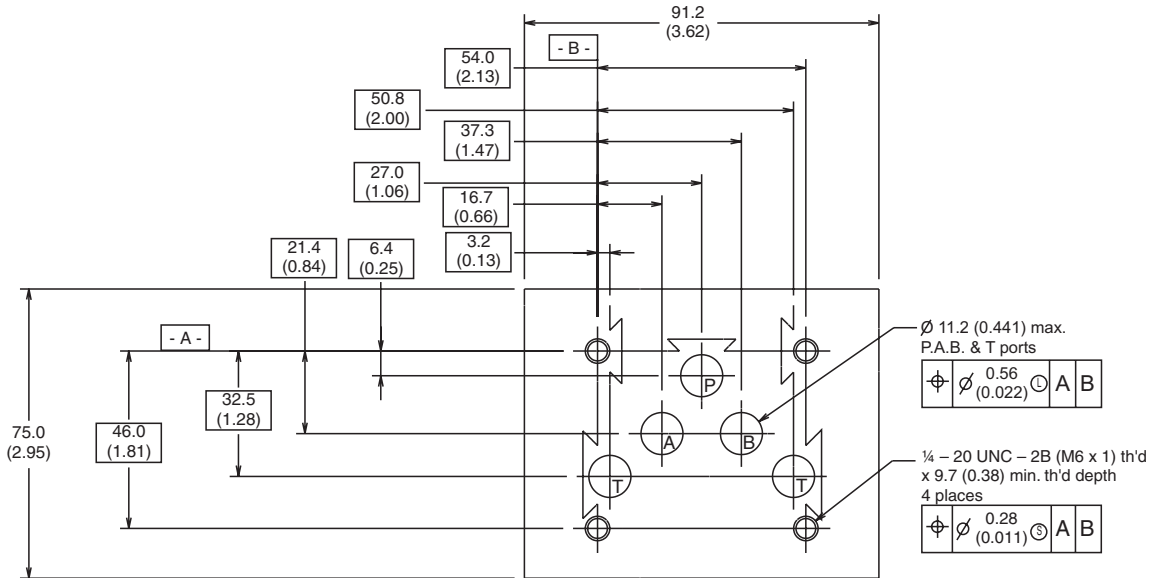 91.2
(3.62)
- B -
54.0
(2.13)
50.8
(2.00)
37.3
(1.47)
27.0
(1.06)
16.7
(0.66)
3.2
(0.13)
21.4
(0.84)
6.4
(0.25)
- A -
32.5
(1.28)
46.0
(1.81)
75.0
(2.95)
P
A
B
T
T
Ø 11.2 (0.441) max.
P.A.B. & T ports
⌖ Ø 0.56 (0.022) Ⓛ A B
¼ – 20 UNC – 2B (M6 x 1) th'd
x 9.7 (0.38) min. th'd depth
4 places
⌖ Ø 0.28 (0.011) Ⓢ A B